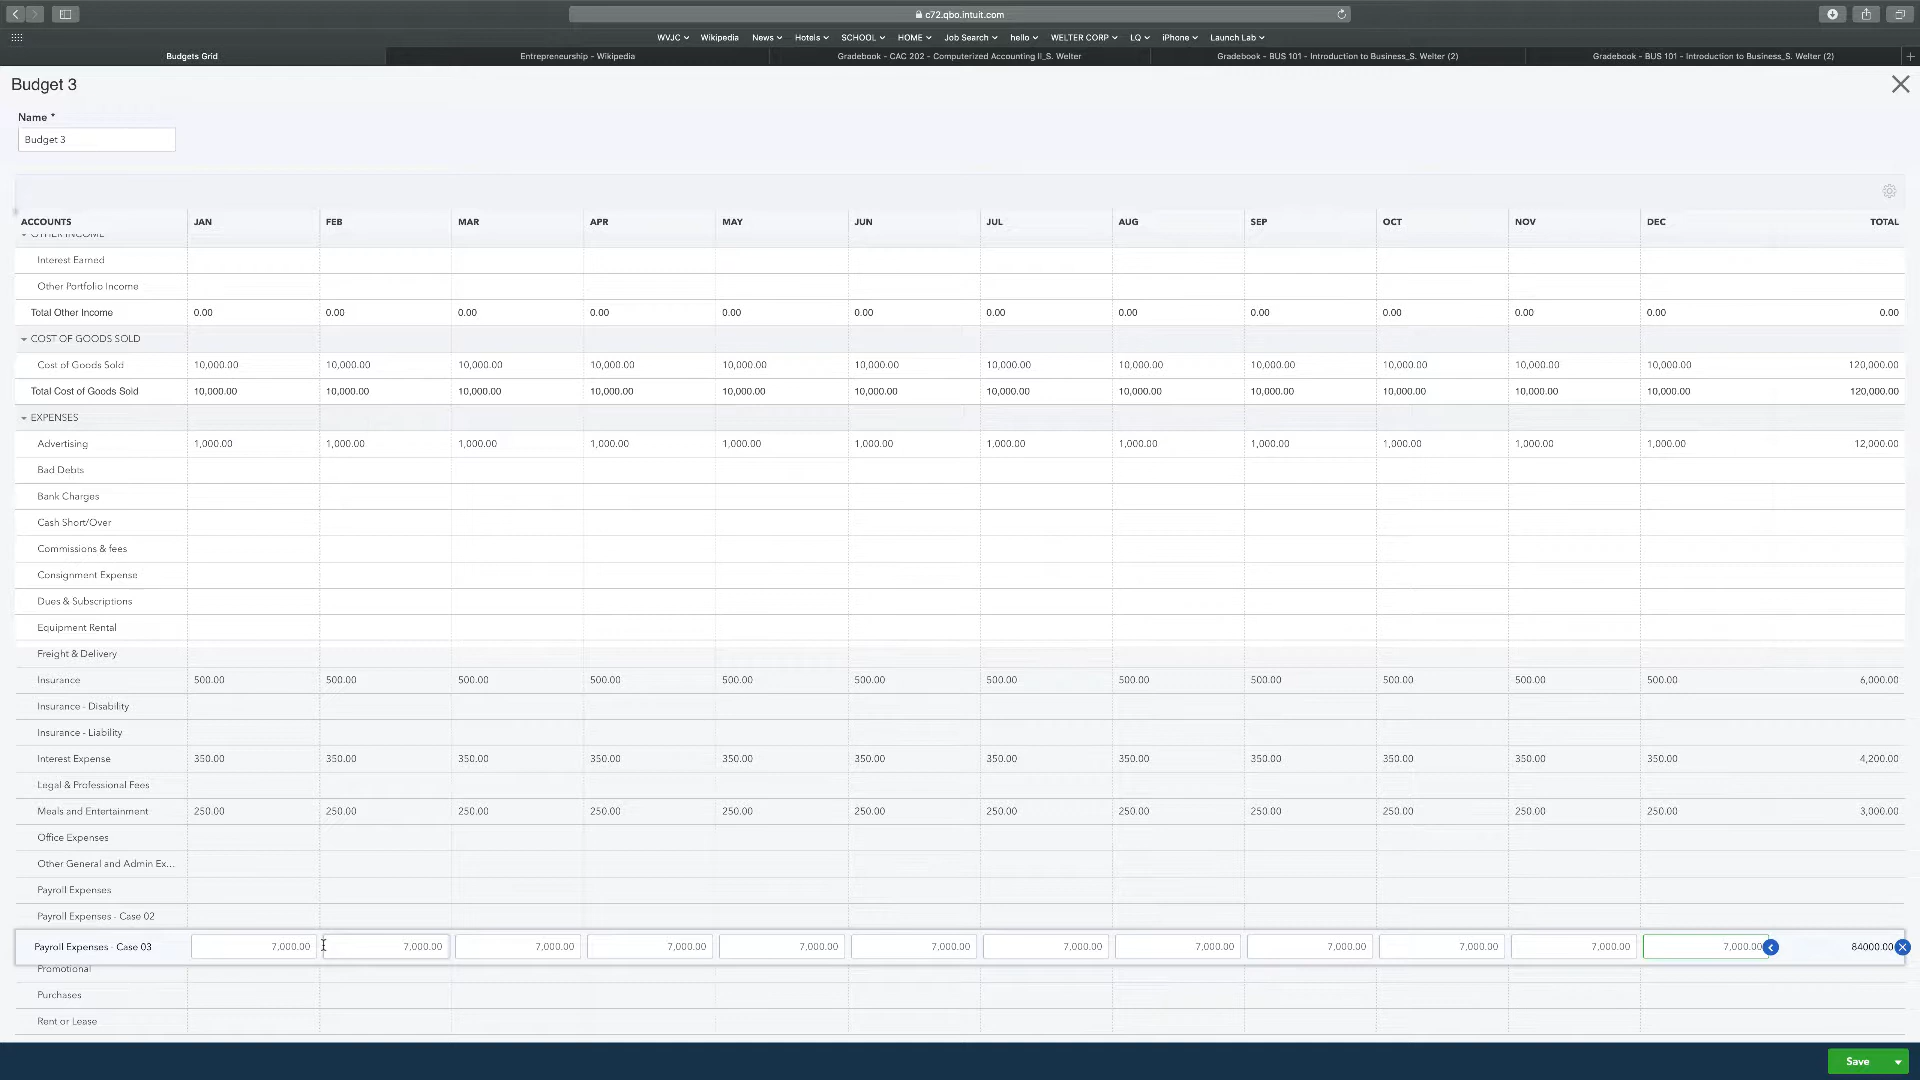 c72.qbo.intuit.com
WVJC Wikipedia News Hotels SCHOOL HOME Job Search hello WELTER CORP LQ iPhone Launch Lab
Budgets Grid Entrepreneurship - Wikipedia Gradebook - CAC 202 - Computerized Accounting II_S. Welter Gradebook - BUS 101 - Introduction to Business_S. Welter (2) Gradebook - BUS 101 - Introduction to Business_S. Welter (2)
Budget 3
Name *
Budget 3
ACCOUNTS JAN FEB MAR APR MAY JUN JUL AUG SEP OCT NOV DEC TOTAL
OTHER INCOME
Interest Earned
Other Portfolio Income
Total Other Income 0.00 0.00 0.00 0.00 0.00 0.00 0.00 0.00 0.00 0.00 0.00 0.00 0.00
COST OF GOODS SOLD
Cost of Goods Sold 10,000.00 10,000.00 10,000.00 10,000.00 10,000.00 10,000.00 10,000.00 10,000.00 10,000.00 10,000.00 10,000.00 10,000.00 120,000.00
Total Cost of Goods Sold 10,000.00 10,000.00 10,000.00 10,000.00 10,000.00 10,000.00 10,000.00 10,000.00 10,000.00 10,000.00 10,000.00 10,000.00 120,000.00
EXPENSES
Advertising 1,000.00 1,000.00 1,000.00 1,000.00 1,000.00 1,000.00 1,000.00 1,000.00 1,000.00 1,000.00 1,000.00 1,000.00 12,000.00
Bad Debts
Bank Charges
Cash Short/Over
Commissions & fees
Consignment Expense
Dues & Subscriptions
Equipment Rental
Freight & Delivery
Insurance 500.00 500.00 500.00 500.00 500.00 500.00 500.00 500.00 500.00 500.00 500.00 500.00 6,000.00
Insurance - Disability
Insurance - Liability
Interest Expense 350.00 350.00 350.00 350.00 350.00 350.00 350.00 350.00 350.00 350.00 350.00 350.00 4,200.00
Legal & Professional Fees
Meals and Entertainment 250.00 250.00 250.00 250.00 250.00 250.00 250.00 250.00 250.00 250.00 250.00 250.00 3,000.00
Office Expenses
Other General and Admin Ex...
Payroll Expenses
Payroll Expenses - Case 02
Payroll Expenses - Case 03 7,000.00 7,000.00 7,000.00 7,000.00 7,000.00 7,000.00 7,000.00 7,000.00 7,000.00 7,000.00 7,000.00 7,000.00 84000.00
Promotional
Purchases
Rent or Lease
Save